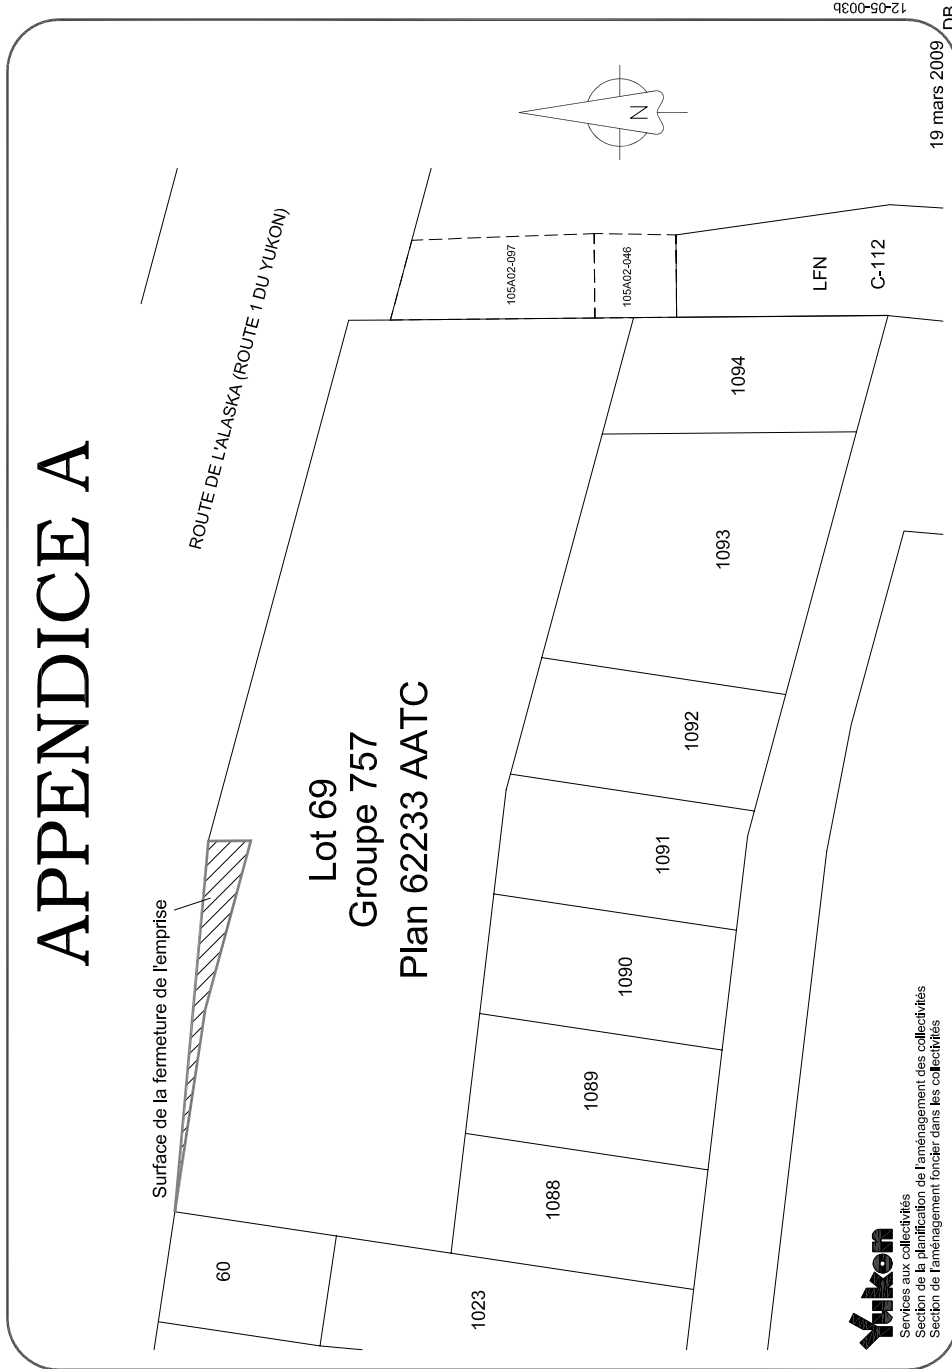 APPENDICE A
ROUTE DE L'ALASKA (ROUTE 1 DU YUKON)
Surface de la fermeture de l'emprise
N
60
1023
Lot 69
Groupe 757
Plan 62233 AATC
1088
1089
1090
1091
1092
1093
1094
105A02-097
105A02-046
LFN
C-112
Yukon
Services aux collectivités
Section de la planification de l'aménagement des collectivités
Section de l'aménagement foncier dans les collectivités
19 mars 2009
DB
12-05-003b